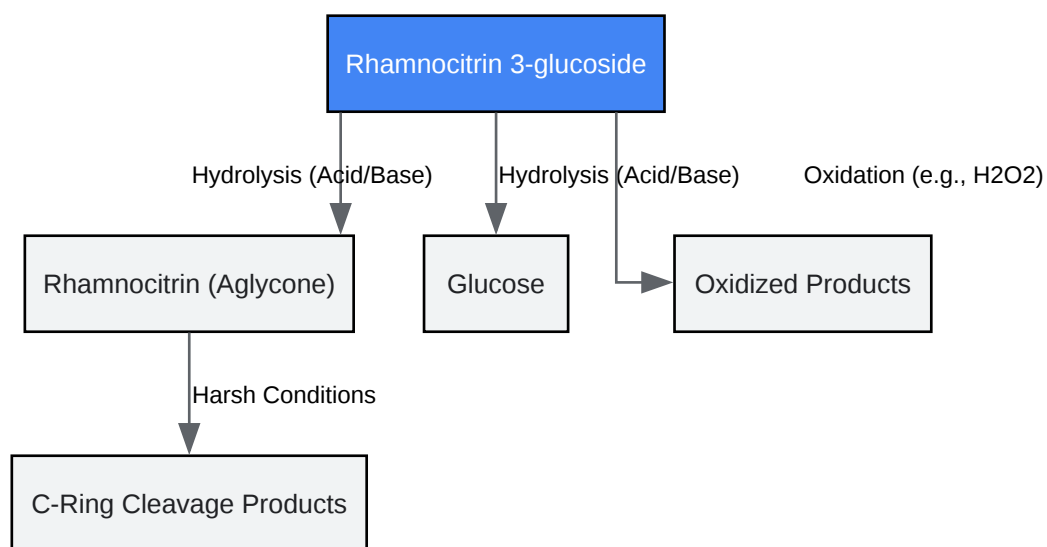 Rhamnocitrin 3-glucoside
Hydrolysis (Acid/Base)
Hydrolysis (Acid/Base)
Oxidation (e.g., H2O2)
Rhamnocitrin (Aglycone)
Glucose
Oxidized Products
Harsh Conditions
C-Ring Cleavage Products